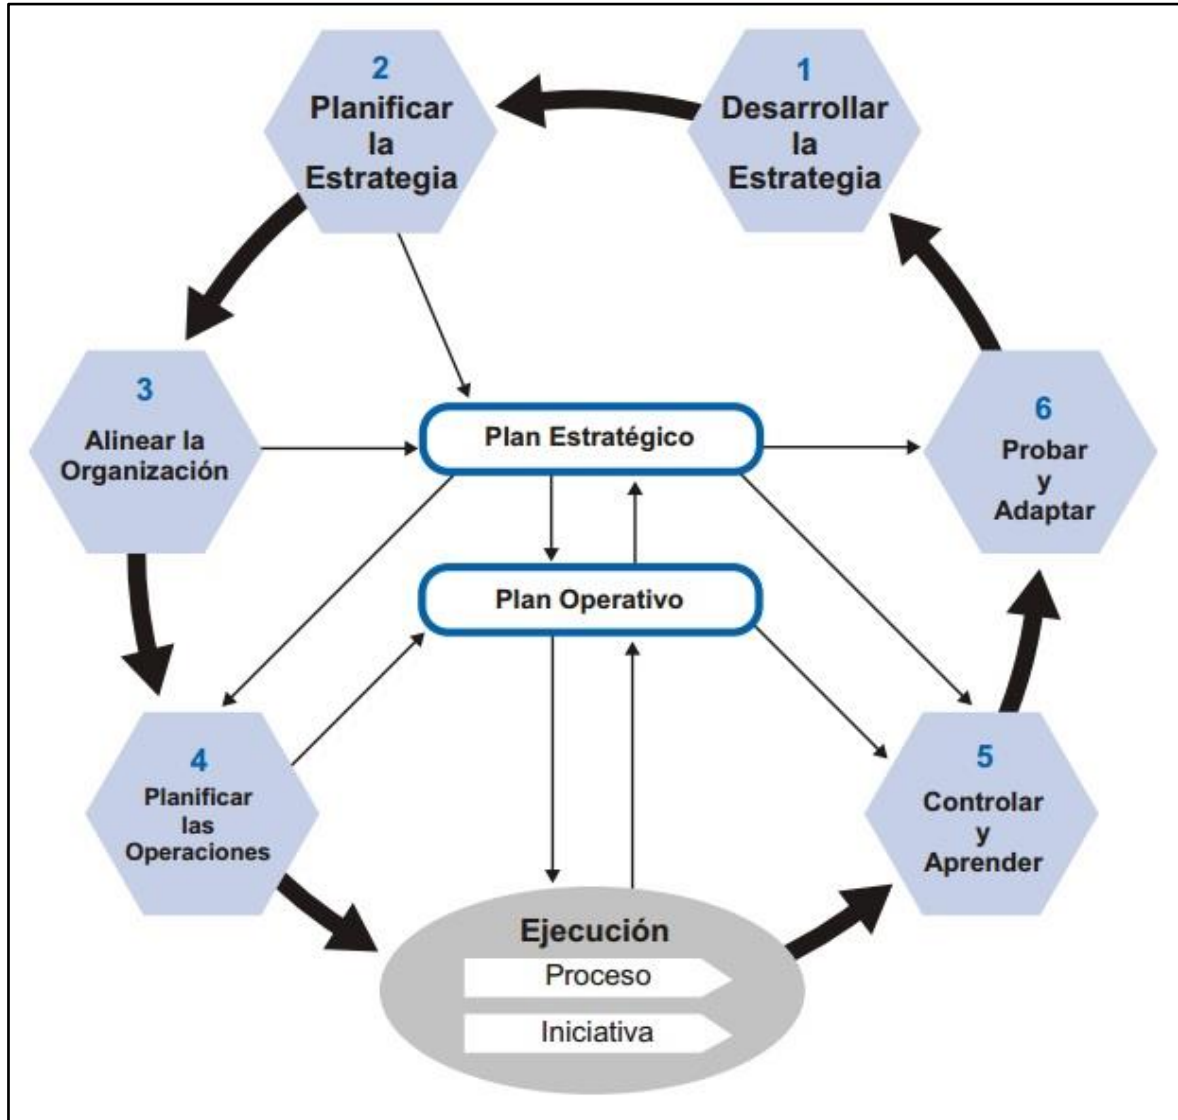 1
Desarrollar
la
Estrategia
2
Planificar
la
Estrategia
3
Alinear la
Organización
Plan Estratégico
6
Probar
y
Adaptar
Plan Operativo
4
Planificar
las
Operaciones
5
Controlar
y
Aprender
Ejecución
Proceso
Iniciativa